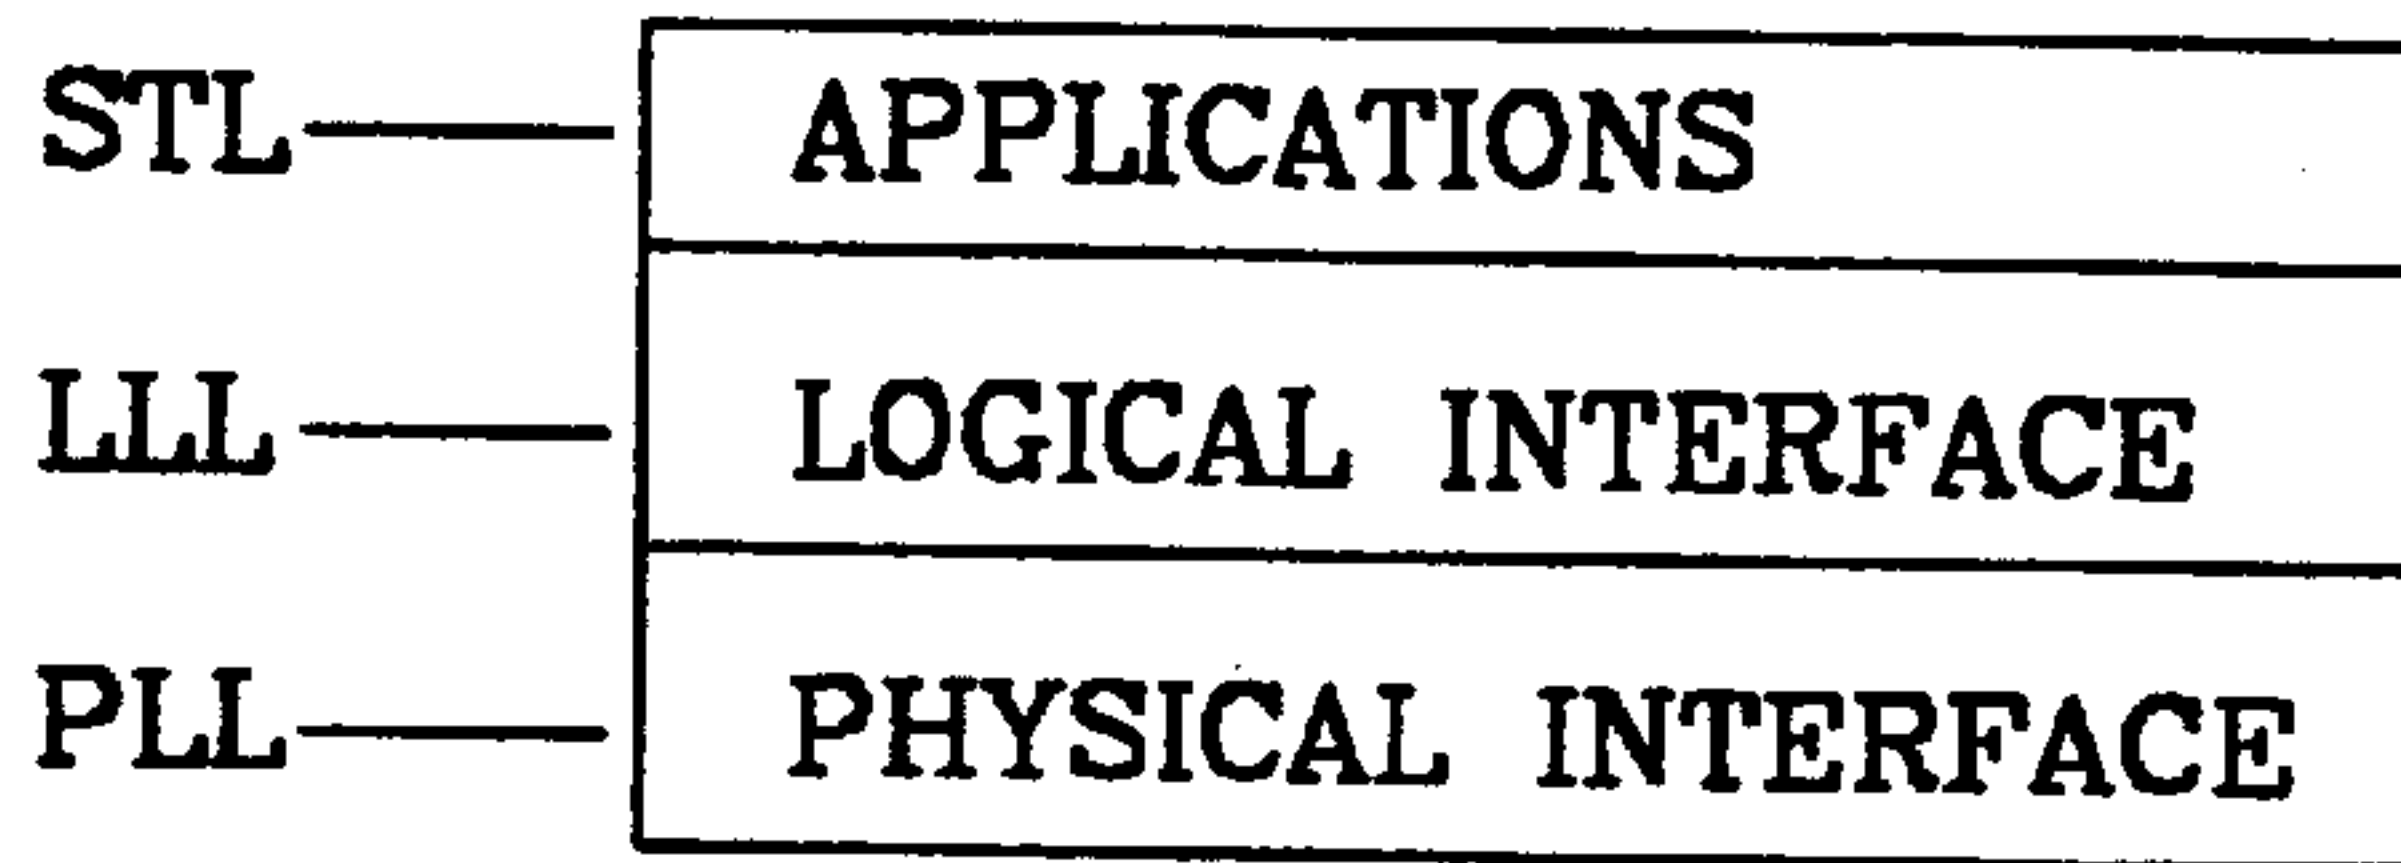 STL APPLICATIONS
LLL LOGICAL INTERFACE
PLL PHYSICAL INTERFACE